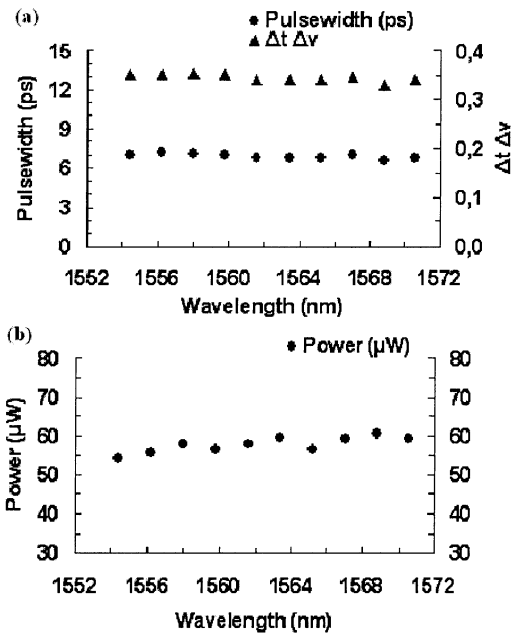 (a)
Pulsewidth (ps)
Δt Δv
15
12
9
6
3
0
Pulsewidth (ps)
0,4
0,3
0,2
0,1
0,0
Δt Δv
1552 1556 1560 1564 1568 1572
Wavelength (nm)
(b)
Power (µW)
80
70
60
50
40
30
Power (µW)
80
70
60
50
40
30
1552 1556 1560 1564 1568 1572
Wavelength (nm)